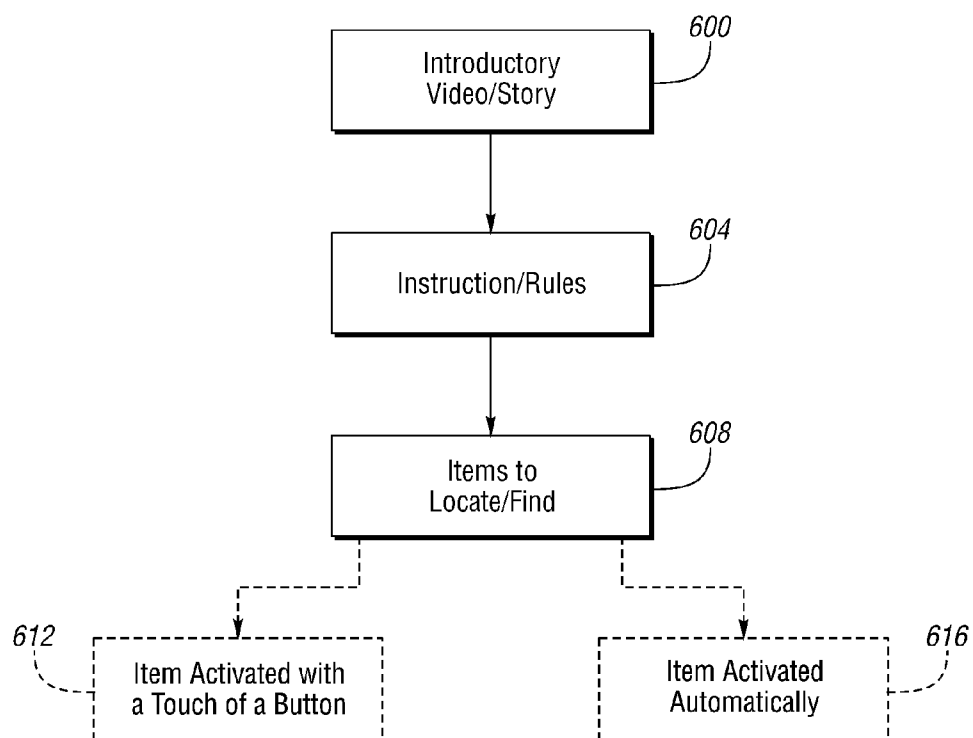 600
Introductory
Video/Story
604
Instruction/Rules
608
Items to
Locate/Find
612
Item Activated with
a Touch of a Button
616
Item Activated
Automatically